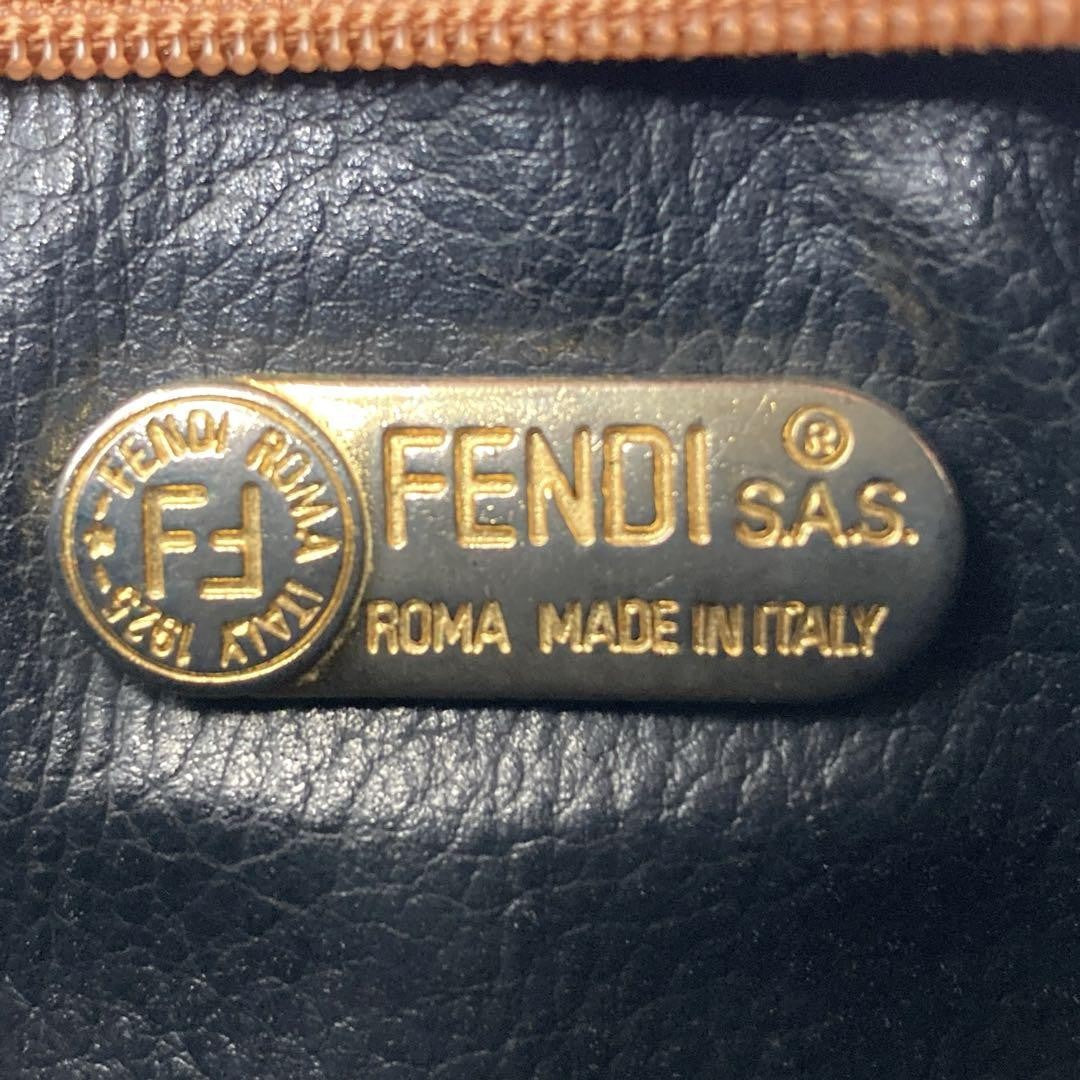 FENDI ROMA ITALY 1925
FF
FENDI ® S.A.S.
ROMA MADE IN ITALY